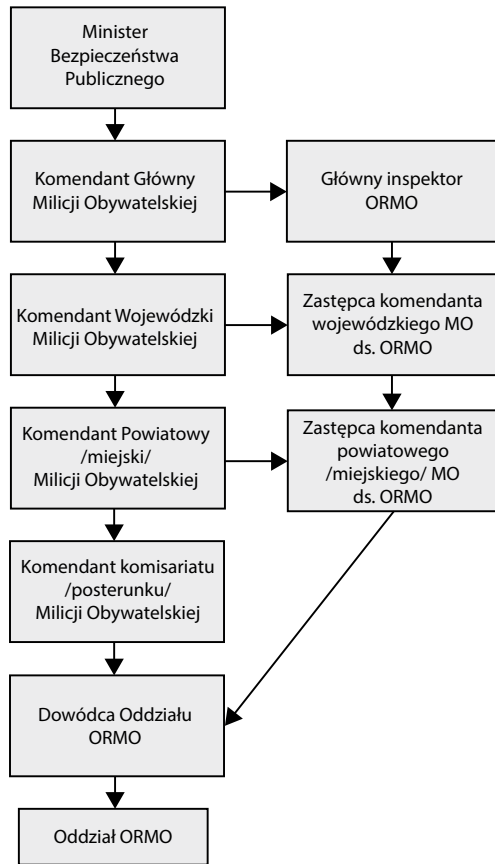 Minister
Bezpieczeństwa
Publicznego
Komendant Główny
Milicji Obywatelskiej
Główny inspektor
ORMO
Komendant Wojewódzki
Milicji Obywatelskiej
Zastępca komendanta
wojewódzkiego MO
ds. ORMO
Komendant Powiatowy
/miejski/
Milicji Obywatelskiej
Zastępca komendanta
powiatowego
/miejskiego/ MO
ds. ORMO
Komendant komisariatu
/posterunku/
Milicji Obywatelskiej
Dowódca Oddziału
ORMO
Oddział ORMO